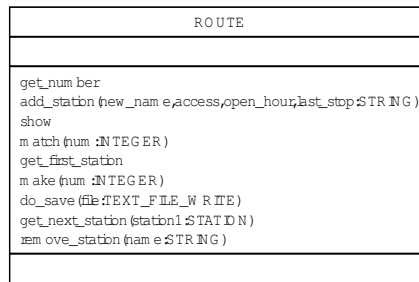 ROUTE
get_number
add_station(new_name,access,open_hour,last_stop:STRING)
show
match(num:INTEGER)
get_first_station
make(num:INTEGER)
do_save(file:TEXT_FILE_WRITE)
get_next_station(station1:STATION)
remove_station(name:STRING)